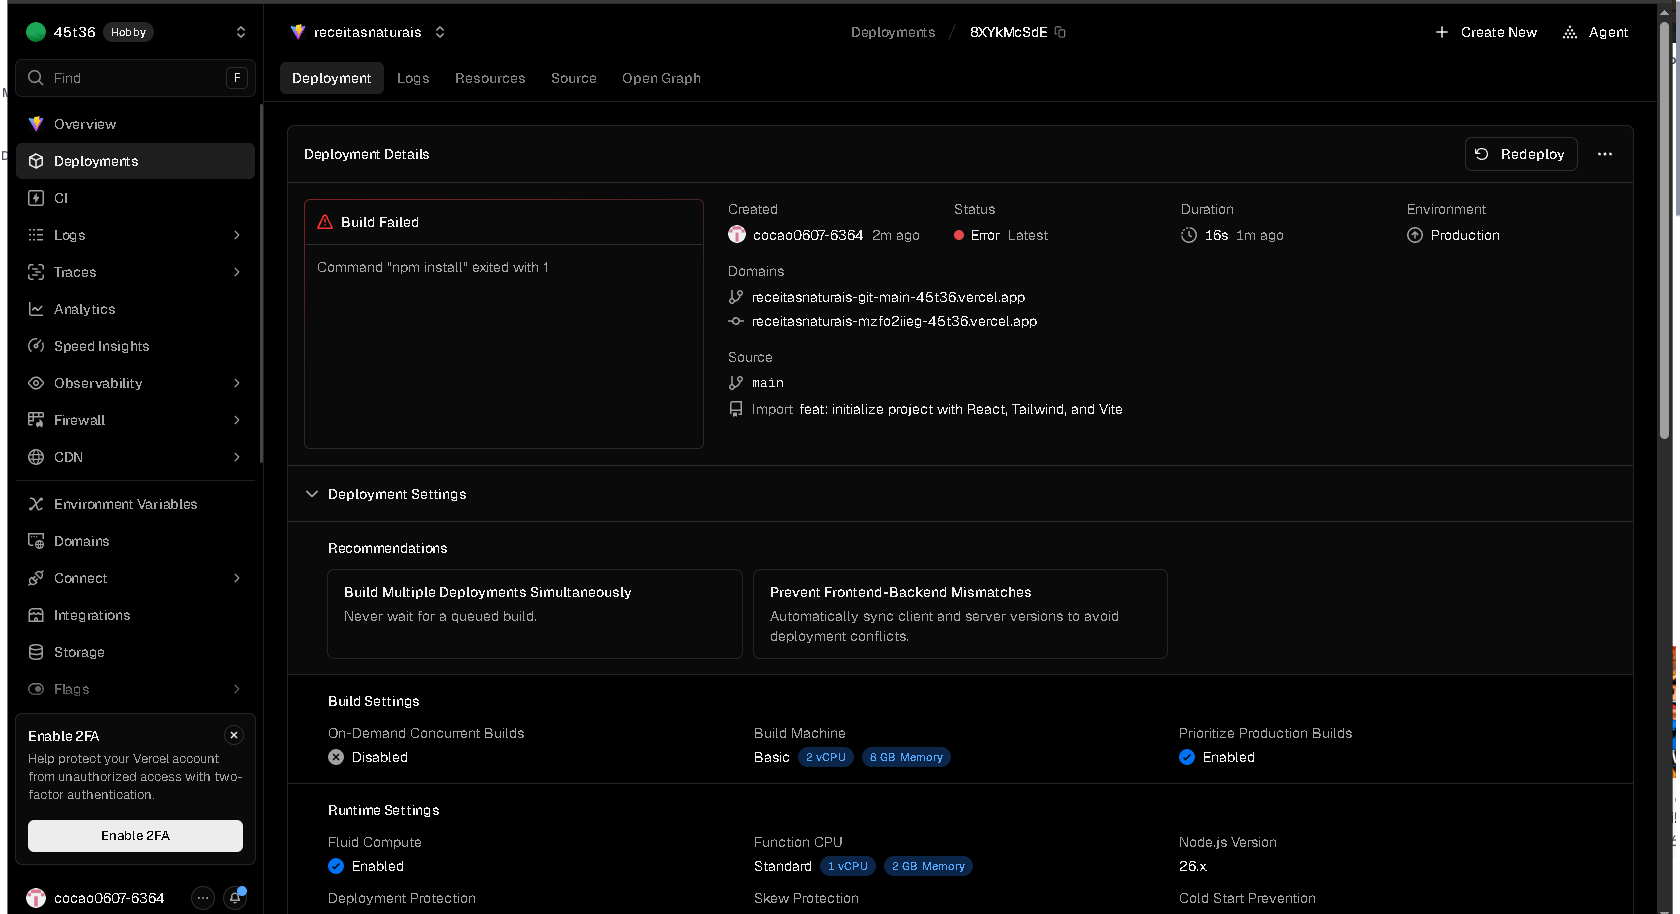 45t36 Hobby
receitasnaturais
Deployments / 8XYkMcSdE
Create New
Agent
Find F
Deployment Logs Resources Source Open Graph
Overview
Deployments
CI
Logs
Traces
Analytics
Speed Insights
Observability
Firewall
CDN
Environment Variables
Domains
Connect
Integrations
Storage
Flags
Enable 2FA
Help protect your Vercel account
from unauthorized access with two-
factor authentication.
Enable 2FA
cocao0607-6364
Deployment Details
Redeploy
Build Failed
Command "npm install" exited with 1
Created
cocao0607-6364 2m ago
Status
Error Latest
Duration
16s 1m ago
Environment
Production
Domains
receitasnaturais-git-main-45t36.vercel.app
receitasnaturais-mzfo2iieg-45t36.vercel.app
Source
main
Import feat: initialize project with React, Tailwind, and Vite
Deployment Settings
Recommendations
Build Multiple Deployments Simultaneously
Never wait for a queued build.
Prevent Frontend-Backend Mismatches
Automatically sync client and server versions to avoid
deployment conflicts.
Build Settings
On-Demand Concurrent Builds
Disabled
Build Machine
Basic 2 vCPU 8 GB Memory
Prioritize Production Builds
Enabled
Runtime Settings
Fluid Compute
Enabled
Function CPU
Standard 1 vCPU 2 GB Memory
Node.js Version
26.x
Deployment Protection
Skew Protection
Cold Start Prevention